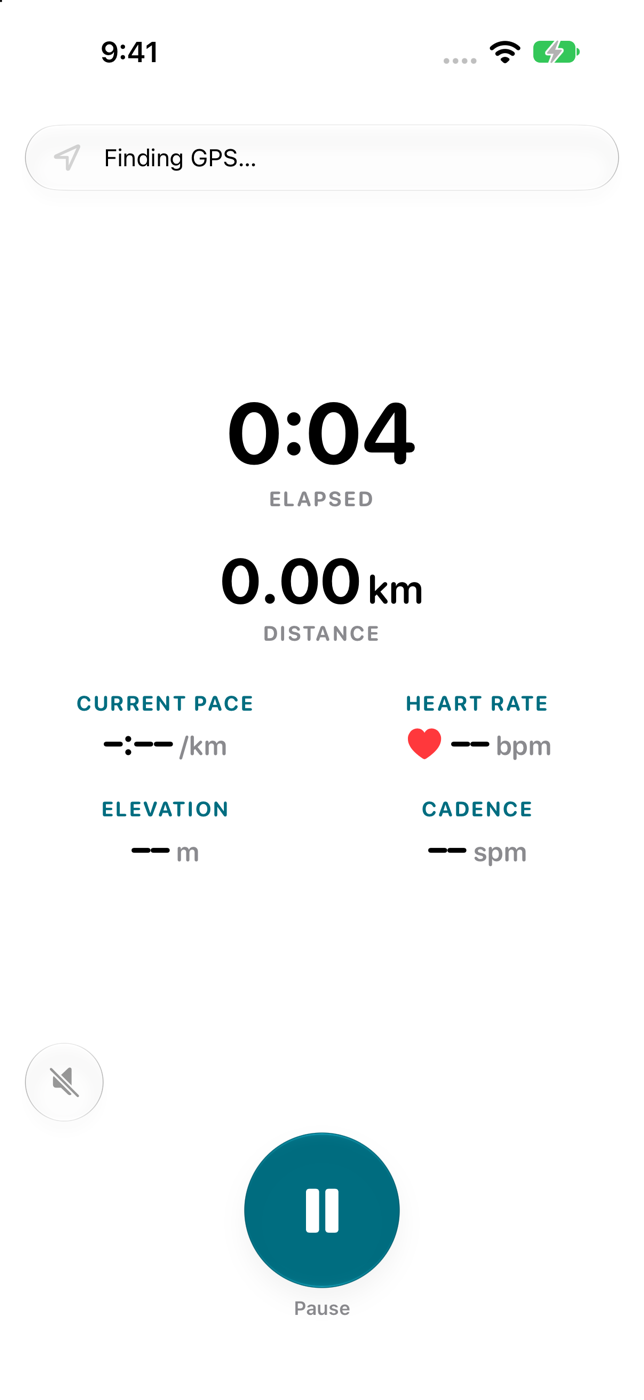 9:41
Finding GPS...
0:04
ELAPSED
0.00 km
DISTANCE
CURRENT PACE
–:–– /km
HEART RATE
–– bpm
ELEVATION
–– m
CADENCE
–– spm
Pause